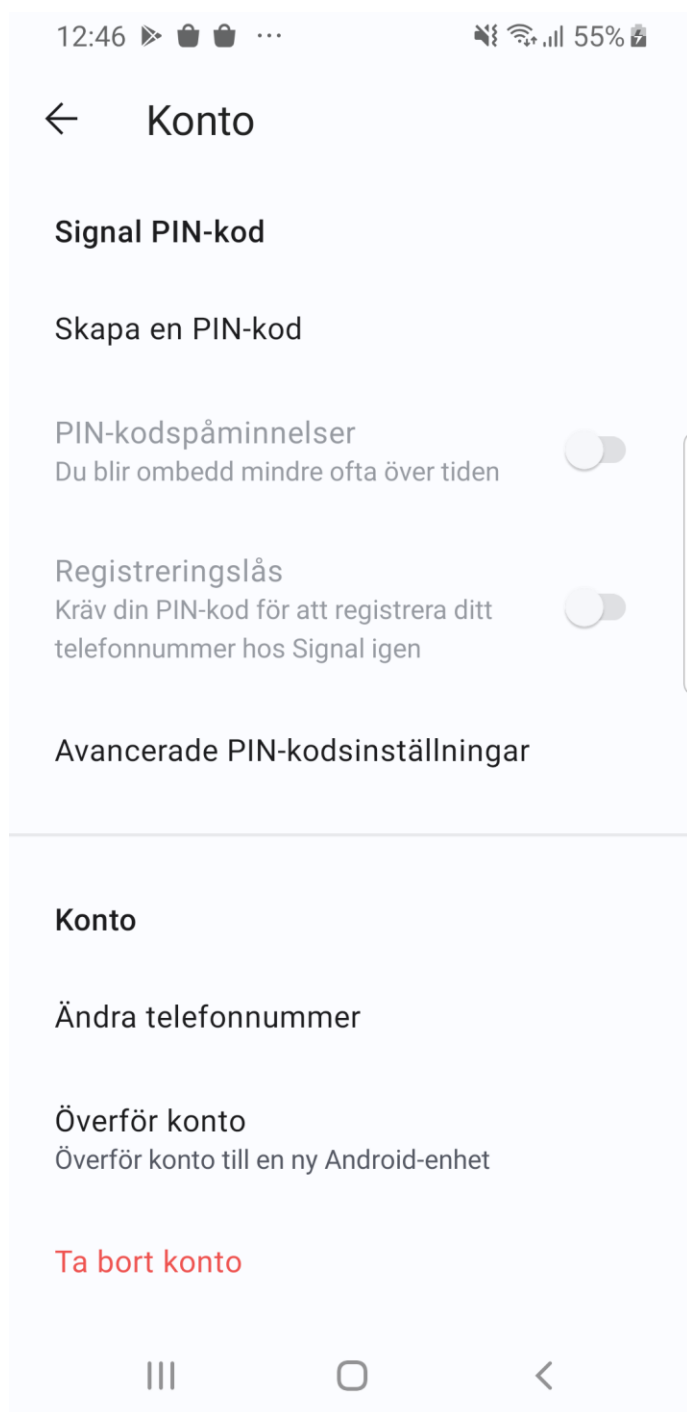 12:46 ... 55%
Konto
Signal PIN-kod
Skapa en PIN-kod
PIN-kodspåminnelser
Du blir ombedd mindre ofta över tiden
Registreringslås
Kräv din PIN-kod för att registrera ditt
telefonnummer hos Signal igen
Avancerade PIN-kodsinställningar
Konto
Ändra telefonnummer
Överför konto
Överför konto till en ny Android-enhet
Ta bort konto